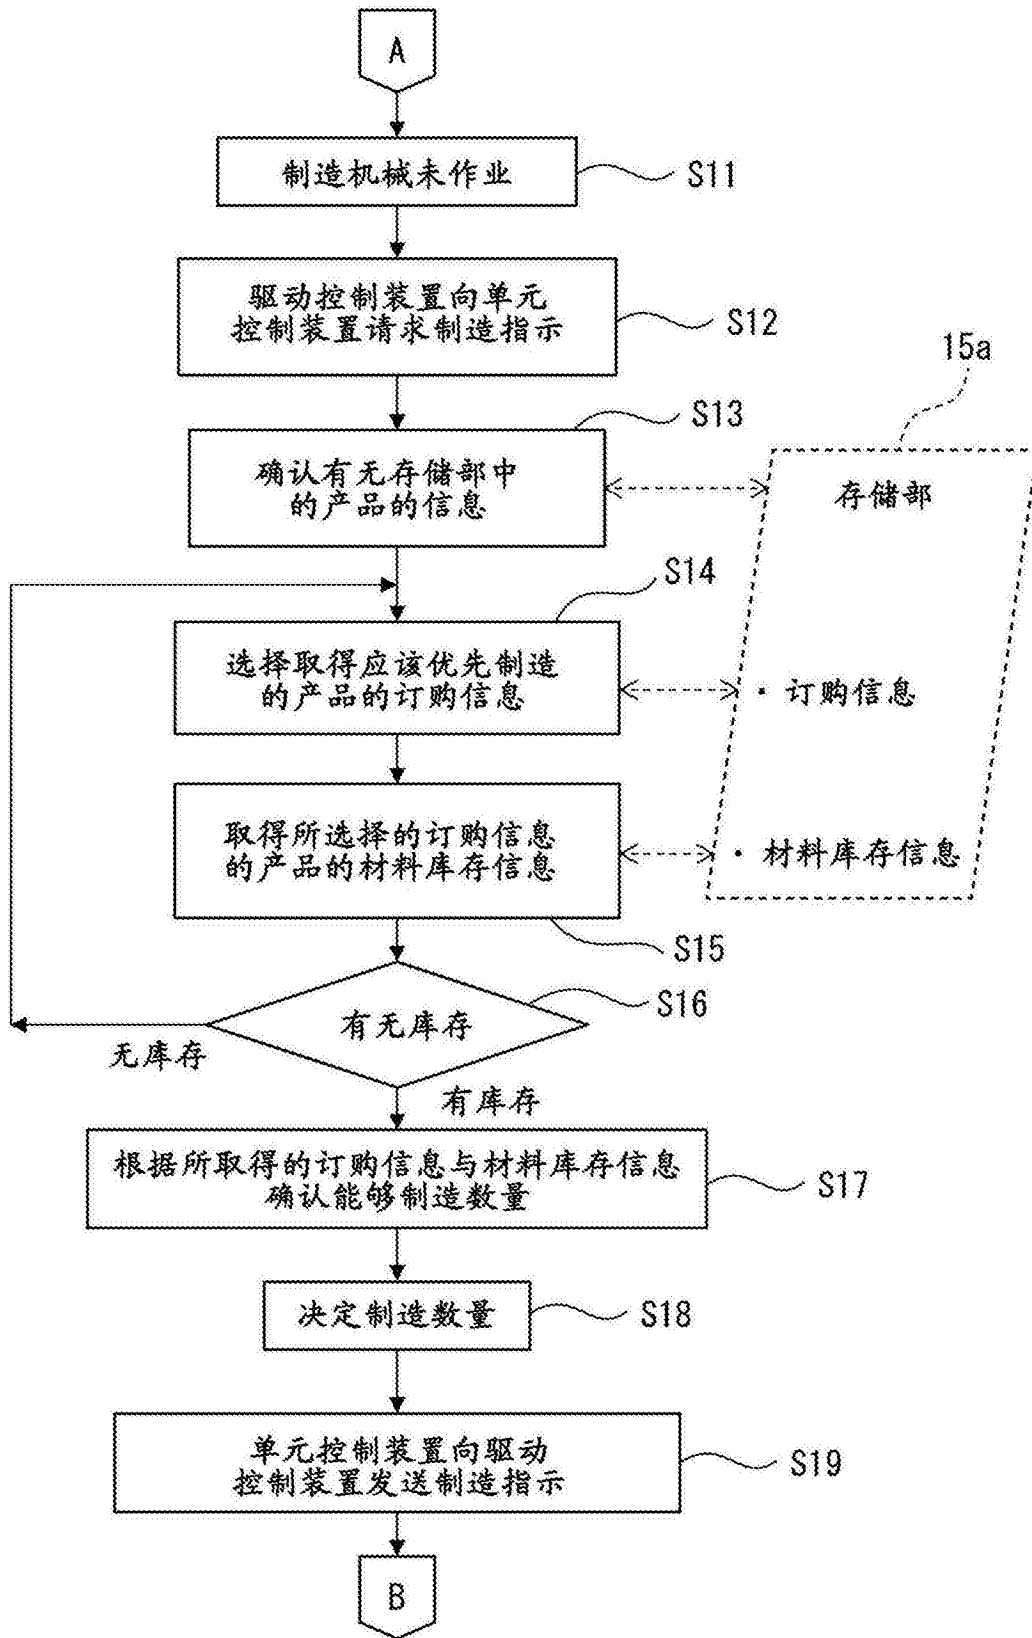 A
制造机械未作业
S11
驱动控制装置向单元
控制装置请求制造指示
S12
15a
S13
确认有无存储部中
的产品的信息
存储部
S14
选择取得应该优先制造
的产品的订购信息
・订购信息
取得所选择的订购信息
的产品的材料库存信息
・材料库存信息
S15
S16
有无库存
无库存
有库存
根据所取得的订购信息与材料库存信息
确认能够制造数量
S17
决定制造数量
S18
单元控制装置向驱动
控制装置发送制造指示
S19
B